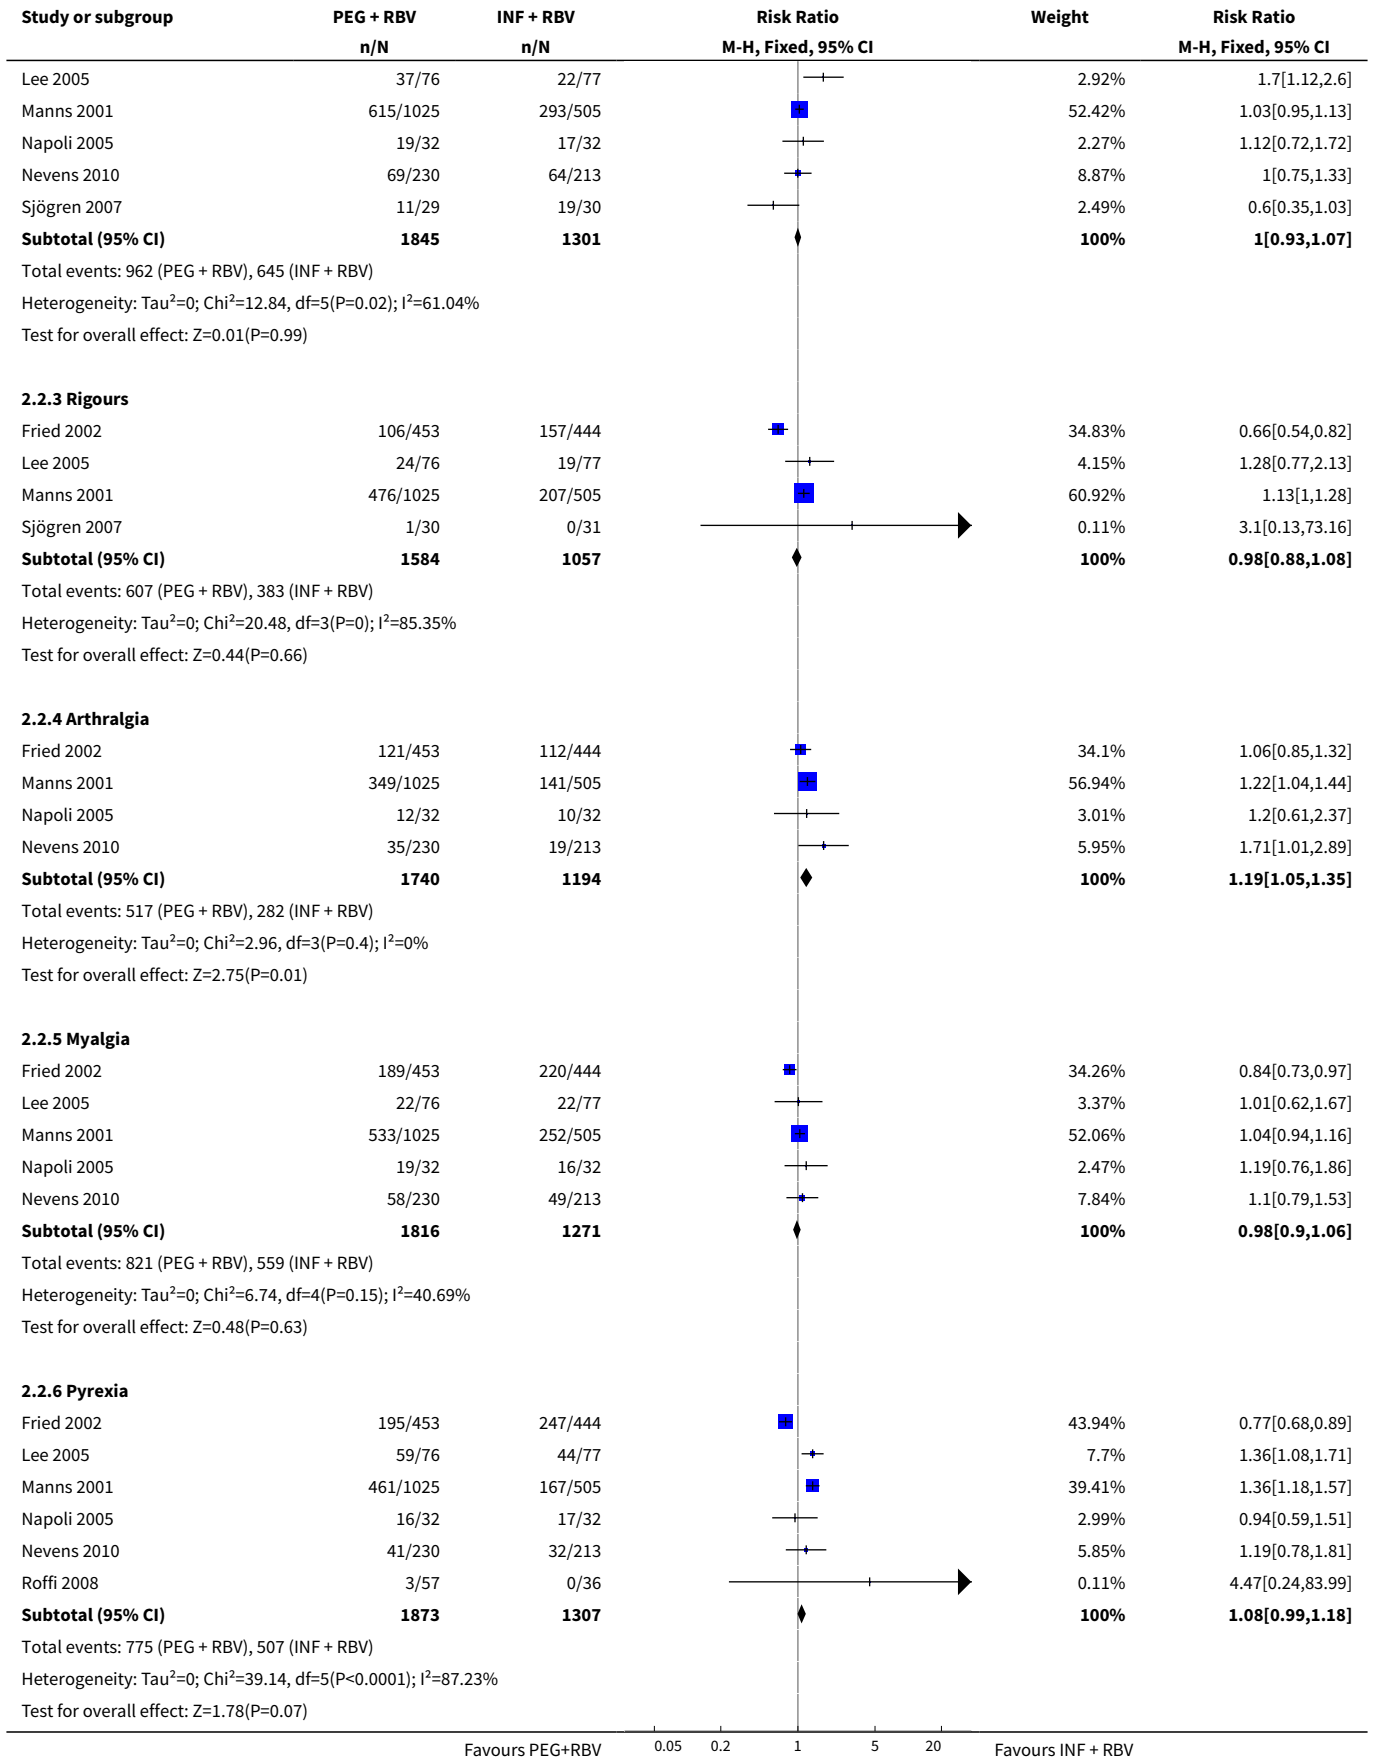 Study or subgroup PEG + RBV INF + RBV Risk Ratio Weight Risk Ratio
n/N n/N M-H, Fixed, 95% CI M-H, Fixed, 95% CI
Lee 2005 37/76 22/77 2.92% 1.7[1.12,2.6]
Manns 2001 615/1025 293/505 52.42% 1.03[0.95,1.13]
Napoli 2005 19/32 17/32 2.27% 1.12[0.72,1.72]
Nevens 2010 69/230 64/213 8.87% 1[0.75,1.33]
Sjögren 2007 11/29 19/30 2.49% 0.6[0.35,1.03]
Subtotal (95% CI) 1845 1301 100% 1[0.93,1.07]
Total events: 962 (PEG + RBV), 645 (INF + RBV)
Heterogeneity: Tau²=0; Chi²=12.84, df=5(P=0.02); I²=61.04%
Test for overall effect: Z=0.01(P=0.99)
2.2.3 Rigours
Fried 2002 106/453 157/444 34.83% 0.66[0.54,0.82]
Lee 2005 24/76 19/77 4.15% 1.28[0.77,2.13]
Manns 2001 476/1025 207/505 60.92% 1.13[1,1.28]
Sjögren 2007 1/30 0/31 0.11% 3.1[0.13,73.16]
Subtotal (95% CI) 1584 1057 100% 0.98[0.88,1.08]
Total events: 607 (PEG + RBV), 383 (INF + RBV)
Heterogeneity: Tau²=0; Chi²=20.48, df=3(P=0); I²=85.35%
Test for overall effect: Z=0.44(P=0.66)
2.2.4 Arthralgia
Fried 2002 121/453 112/444 34.1% 1.06[0.85,1.32]
Manns 2001 349/1025 141/505 56.94% 1.22[1.04,1.44]
Napoli 2005 12/32 10/32 3.01% 1.2[0.61,2.37]
Nevens 2010 35/230 19/213 5.95% 1.71[1.01,2.89]
Subtotal (95% CI) 1740 1194 100% 1.19[1.05,1.35]
Total events: 517 (PEG + RBV), 282 (INF + RBV)
Heterogeneity: Tau²=0; Chi²=2.96, df=3(P=0.4); I²=0%
Test for overall effect: Z=2.75(P=0.01)
2.2.5 Myalgia
Fried 2002 189/453 220/444 34.26% 0.84[0.73,0.97]
Lee 2005 22/76 22/77 3.37% 1.01[0.62,1.67]
Manns 2001 533/1025 252/505 52.06% 1.04[0.94,1.16]
Napoli 2005 19/32 16/32 2.47% 1.19[0.76,1.86]
Nevens 2010 58/230 49/213 7.84% 1.1[0.79,1.53]
Subtotal (95% CI) 1816 1271 100% 0.98[0.9,1.06]
Total events: 821 (PEG + RBV), 559 (INF + RBV)
Heterogeneity: Tau²=0; Chi²=6.74, df=4(P=0.15); I²=40.69%
Test for overall effect: Z=0.48(P=0.63)
2.2.6 Pyrexia
Fried 2002 195/453 247/444 43.94% 0.77[0.68,0.89]
Lee 2005 59/76 44/77 7.7% 1.36[1.08,1.71]
Manns 2001 461/1025 167/505 39.41% 1.36[1.18,1.57]
Napoli 2005 16/32 17/32 2.99% 0.94[0.59,1.51]
Nevens 2010 41/230 32/213 5.85% 1.19[0.78,1.81]
Roffi 2008 3/57 0/36 0.11% 4.47[0.24,83.99]
Subtotal (95% CI) 1873 1307 100% 1.08[0.99,1.18]
Total events: 775 (PEG + RBV), 507 (INF + RBV)
Heterogeneity: Tau²=0; Chi²=39.14, df=5(P<0.0001); I²=87.23%
Test for overall effect: Z=1.78(P=0.07)
Favours PEG+RBV 0.05 0.2 1 5 20 Favours INF + RBV